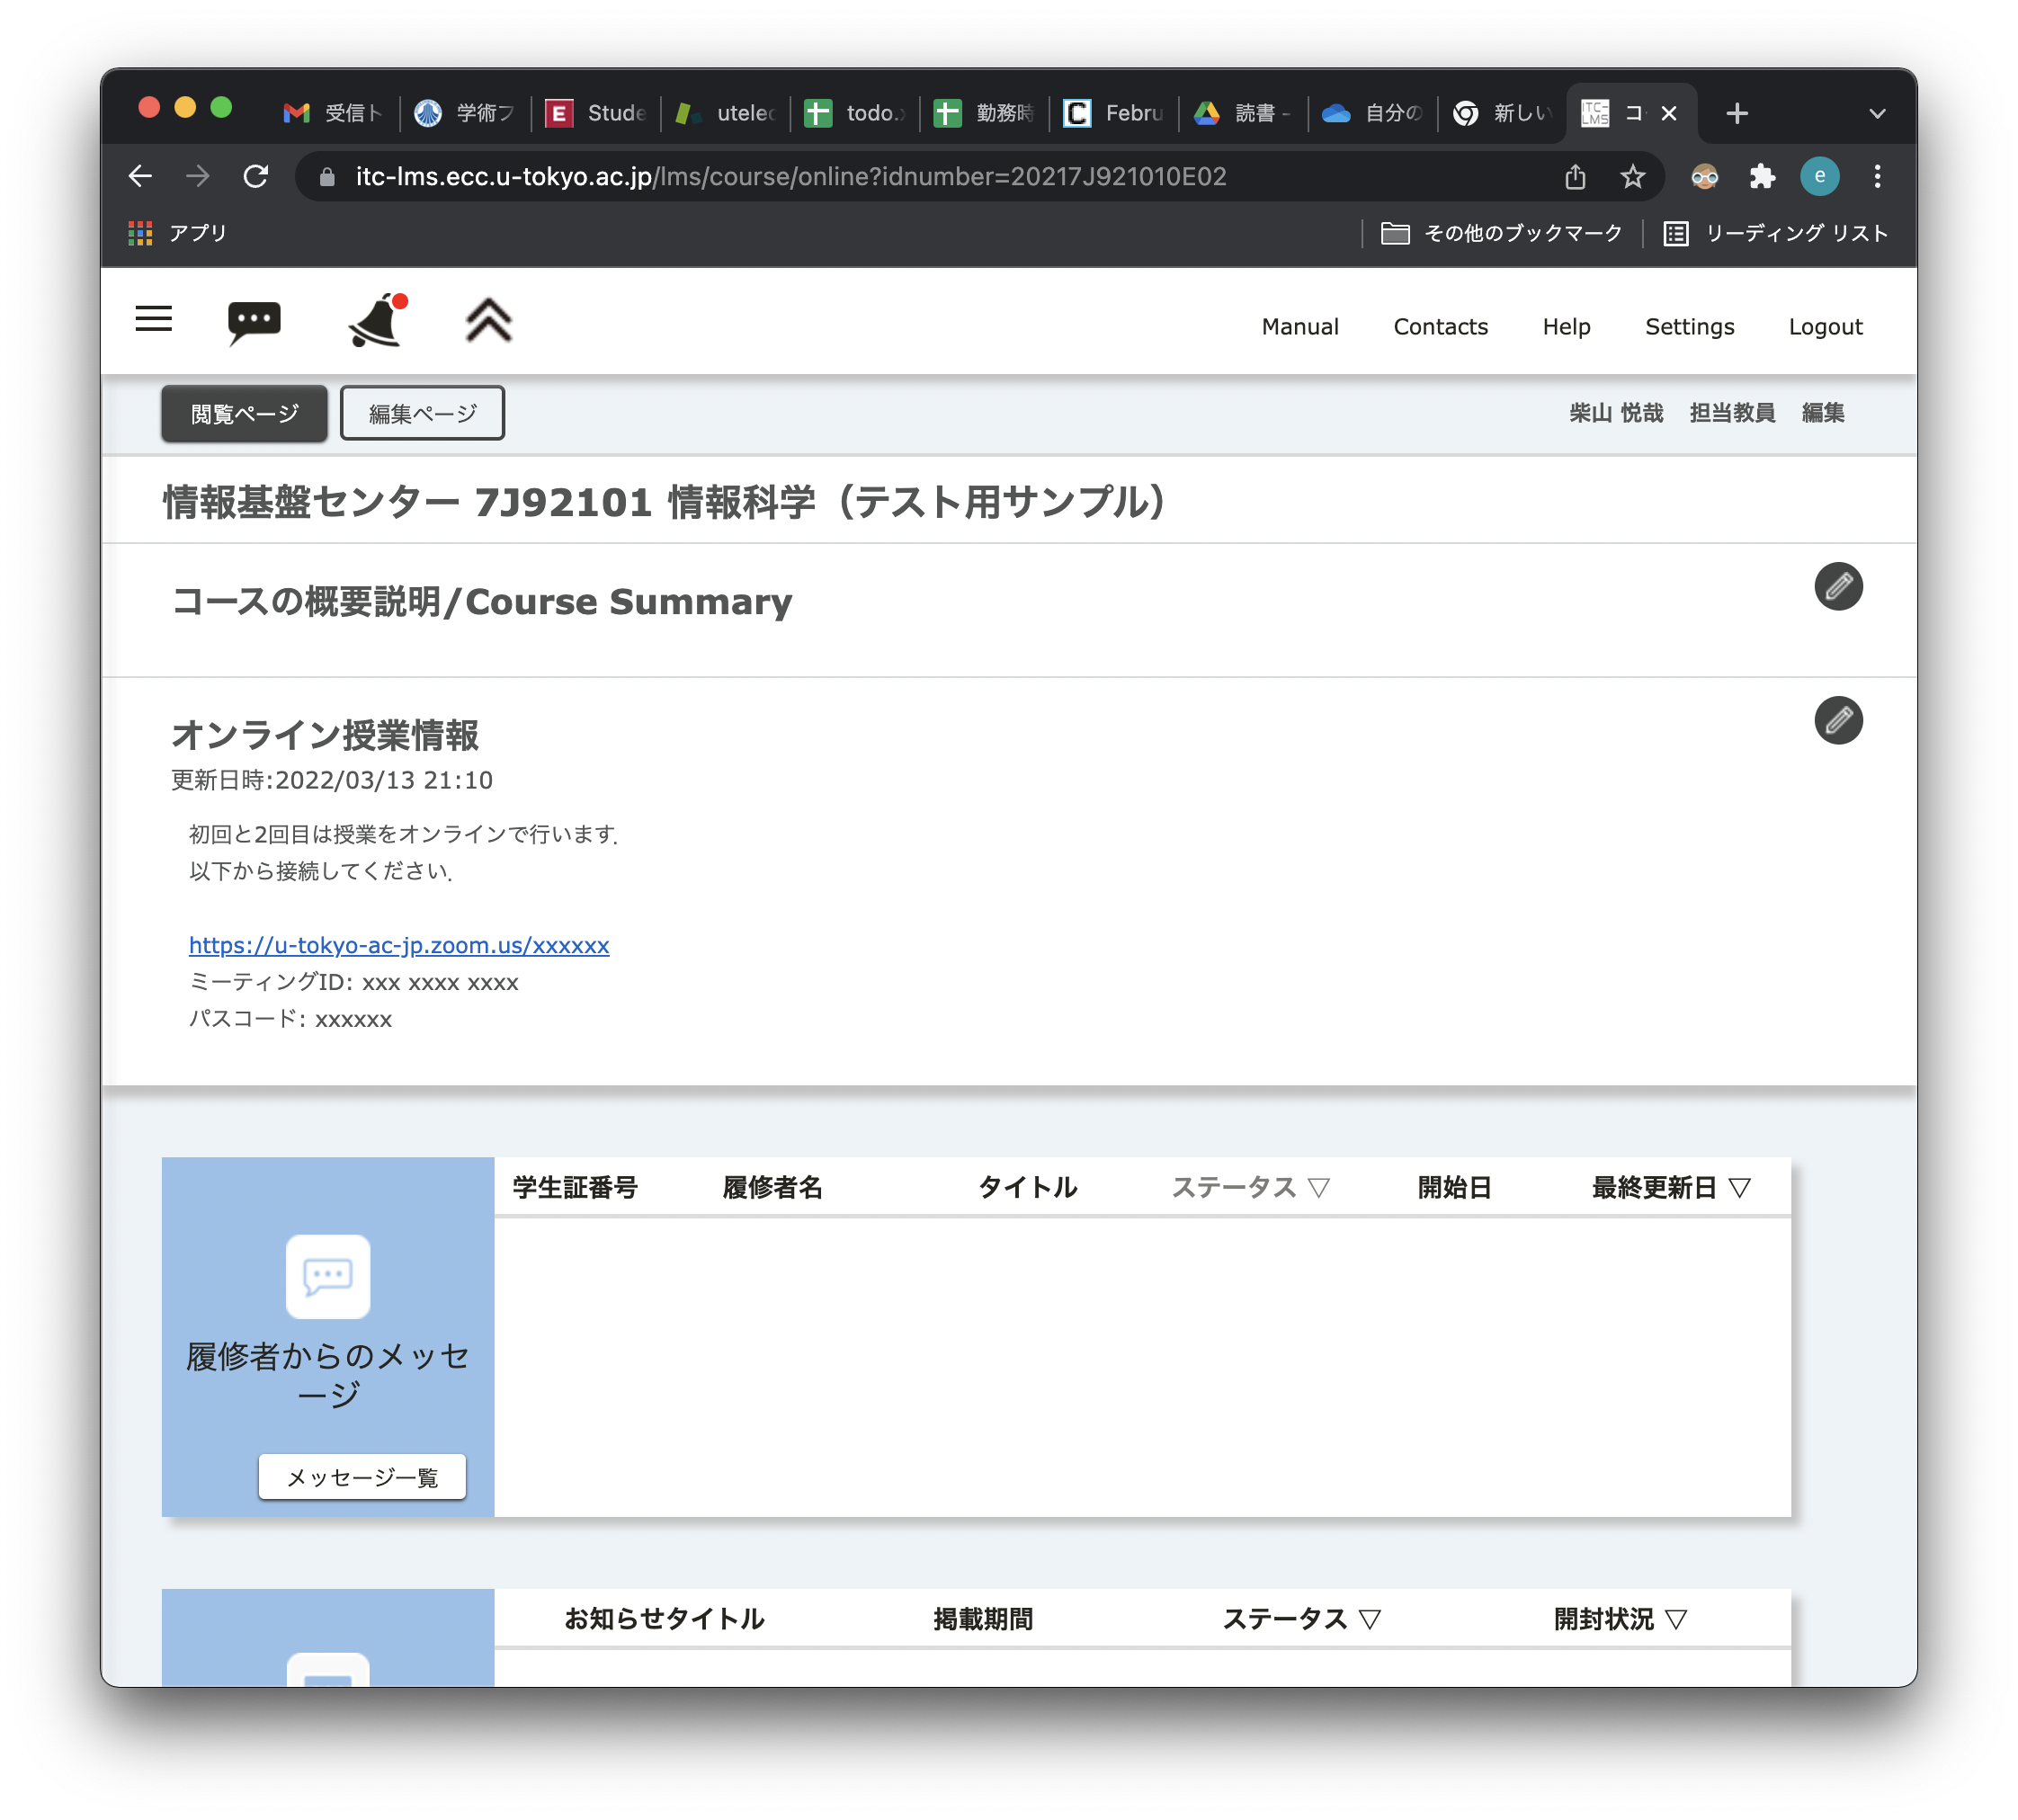 受信ト 学術フ Stude utelec todo.x 勤務時 Febru 読書 - 自分の 新しい コ
itc-lms.ecc.u-tokyo.ac.jp/lms/course/online?idnumber=20217J921010E02 e
アプリ その他のブックマーク リーディング リスト
Manual Contacts Help Settings Logout
閲覧ページ 編集ページ 柴山 悦哉 担当教員 編集
情報基盤センター 7J92101 情報科学（テスト用サンプル）
コースの概要説明/Course Summary
オンライン授業情報
更新日時:2022/03/13 21:10
初回と2回目は授業をオンラインで行います．
以下から接続してください．
https://u-tokyo-ac-jp.zoom.us/xxxxxx
ミーティングID: xxx xxxx xxxx
パスコード: xxxxxx
学生証番号 履修者名 タイトル ステータス ▽ 開始日 最終更新日 ▽
履修者からのメッセ
ージ
メッセージ一覧
お知らせタイトル 掲載期間 ステータス ▽ 開封状況 ▽